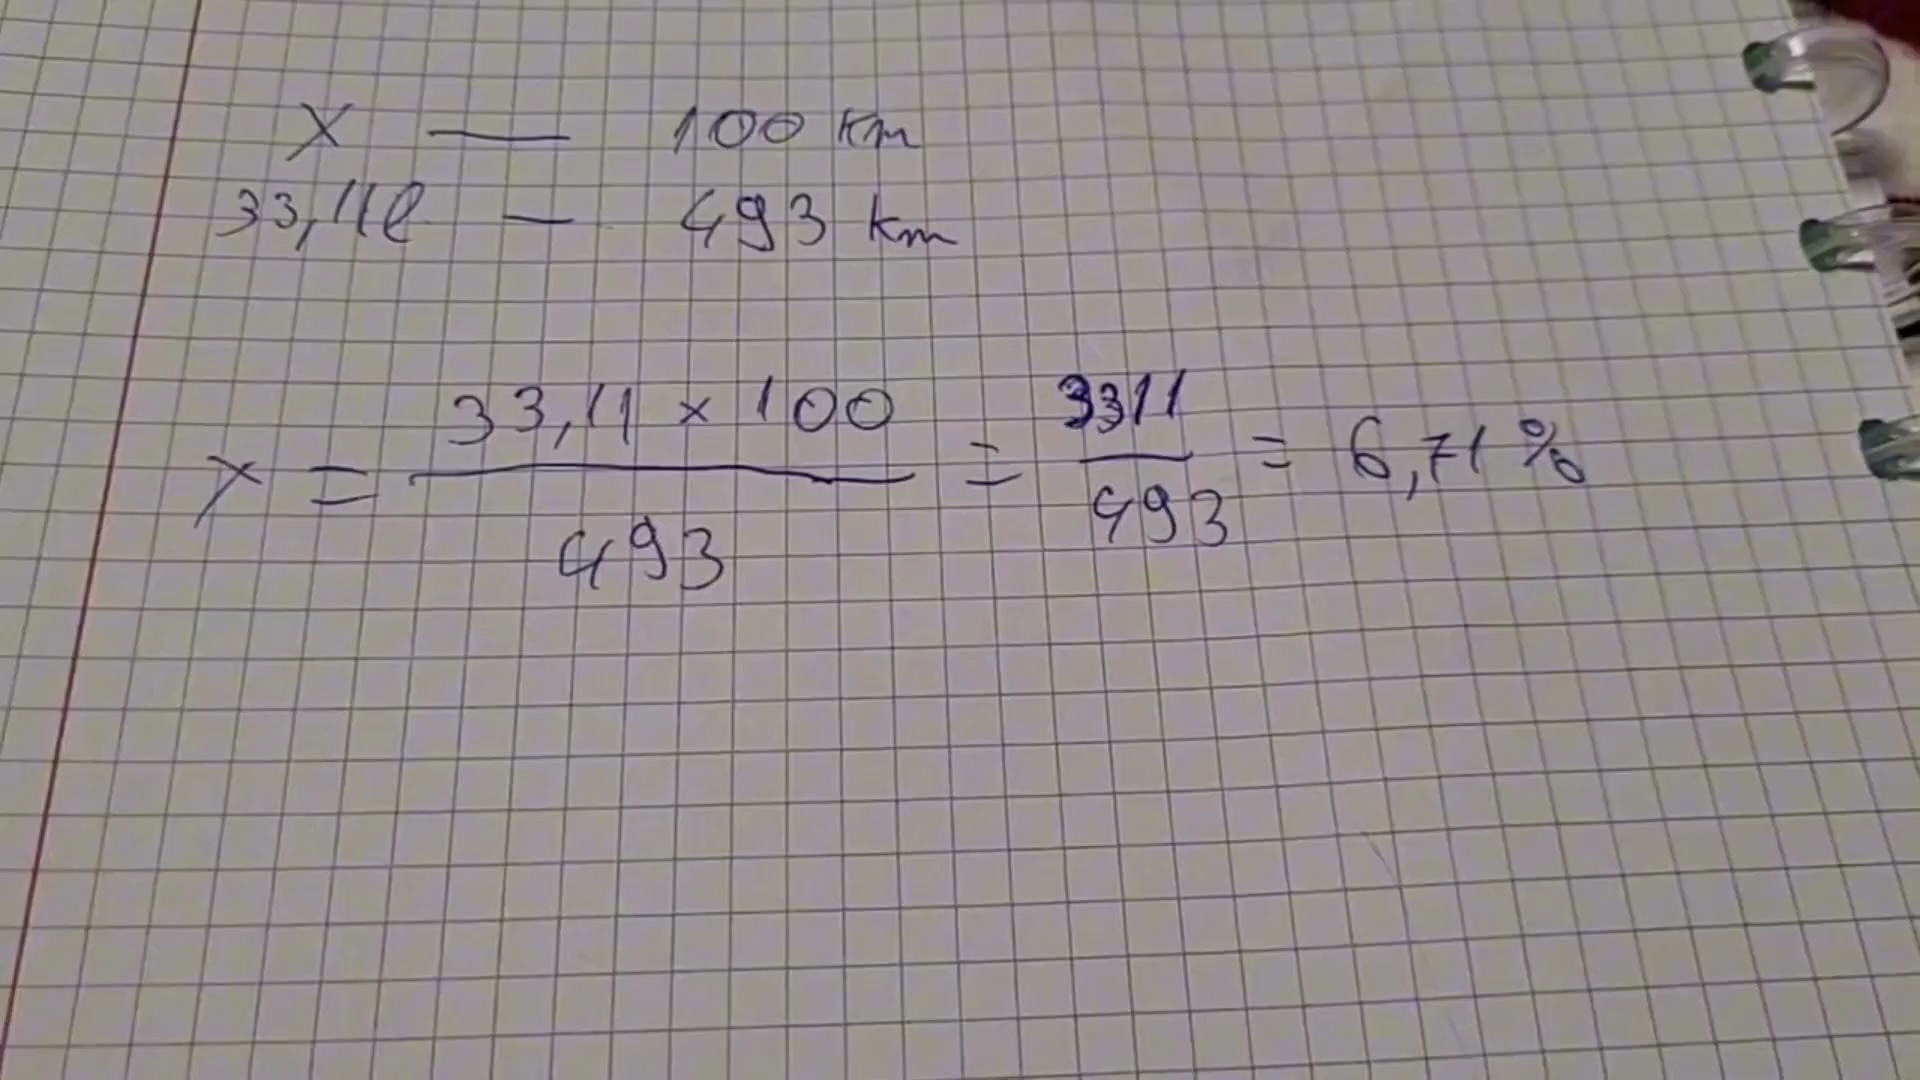 x — 100 km
33,11l — 493 km
x = 33,11 x 100 / 493 = 3311 / 493 = 6,71 %